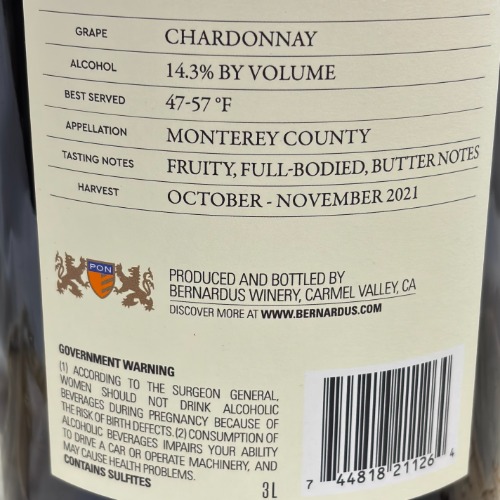 GRAPE CHARDONNAY
ALCOHOL 14.3% BY VOLUME
BEST SERVED 47-57 °F
APPELLATION MONTEREY COUNTY
TASTING NOTES FRUITY, FULL-BODIED, BUTTER NOTES
HARVEST OCTOBER - NOVEMBER 2021
PON
PRODUCED AND BOTTLED BY
BERNARDUS WINERY, CARMEL VALLEY, CA
DISCOVER MORE AT WWW.BERNARDUS.COM
GOVERNMENT WARNING
(1) ACCORDING TO THE SURGEON GENERAL,
WOMEN SHOULD NOT DRINK ALCOHOLIC
BEVERAGES DURING PREGNANCY BECAUSE OF
THE RISK OF BIRTH DEFECTS. (2) CONSUMPTION OF
ALCOHOLIC BEVERAGES IMPAIRS YOUR ABILITY
TO DRIVE A CAR OR OPERATE MACHINERY, AND
MAY CAUSE HEALTH PROBLEMS.
CONTAINS SULFITES
3 L
7 44818 21126 4